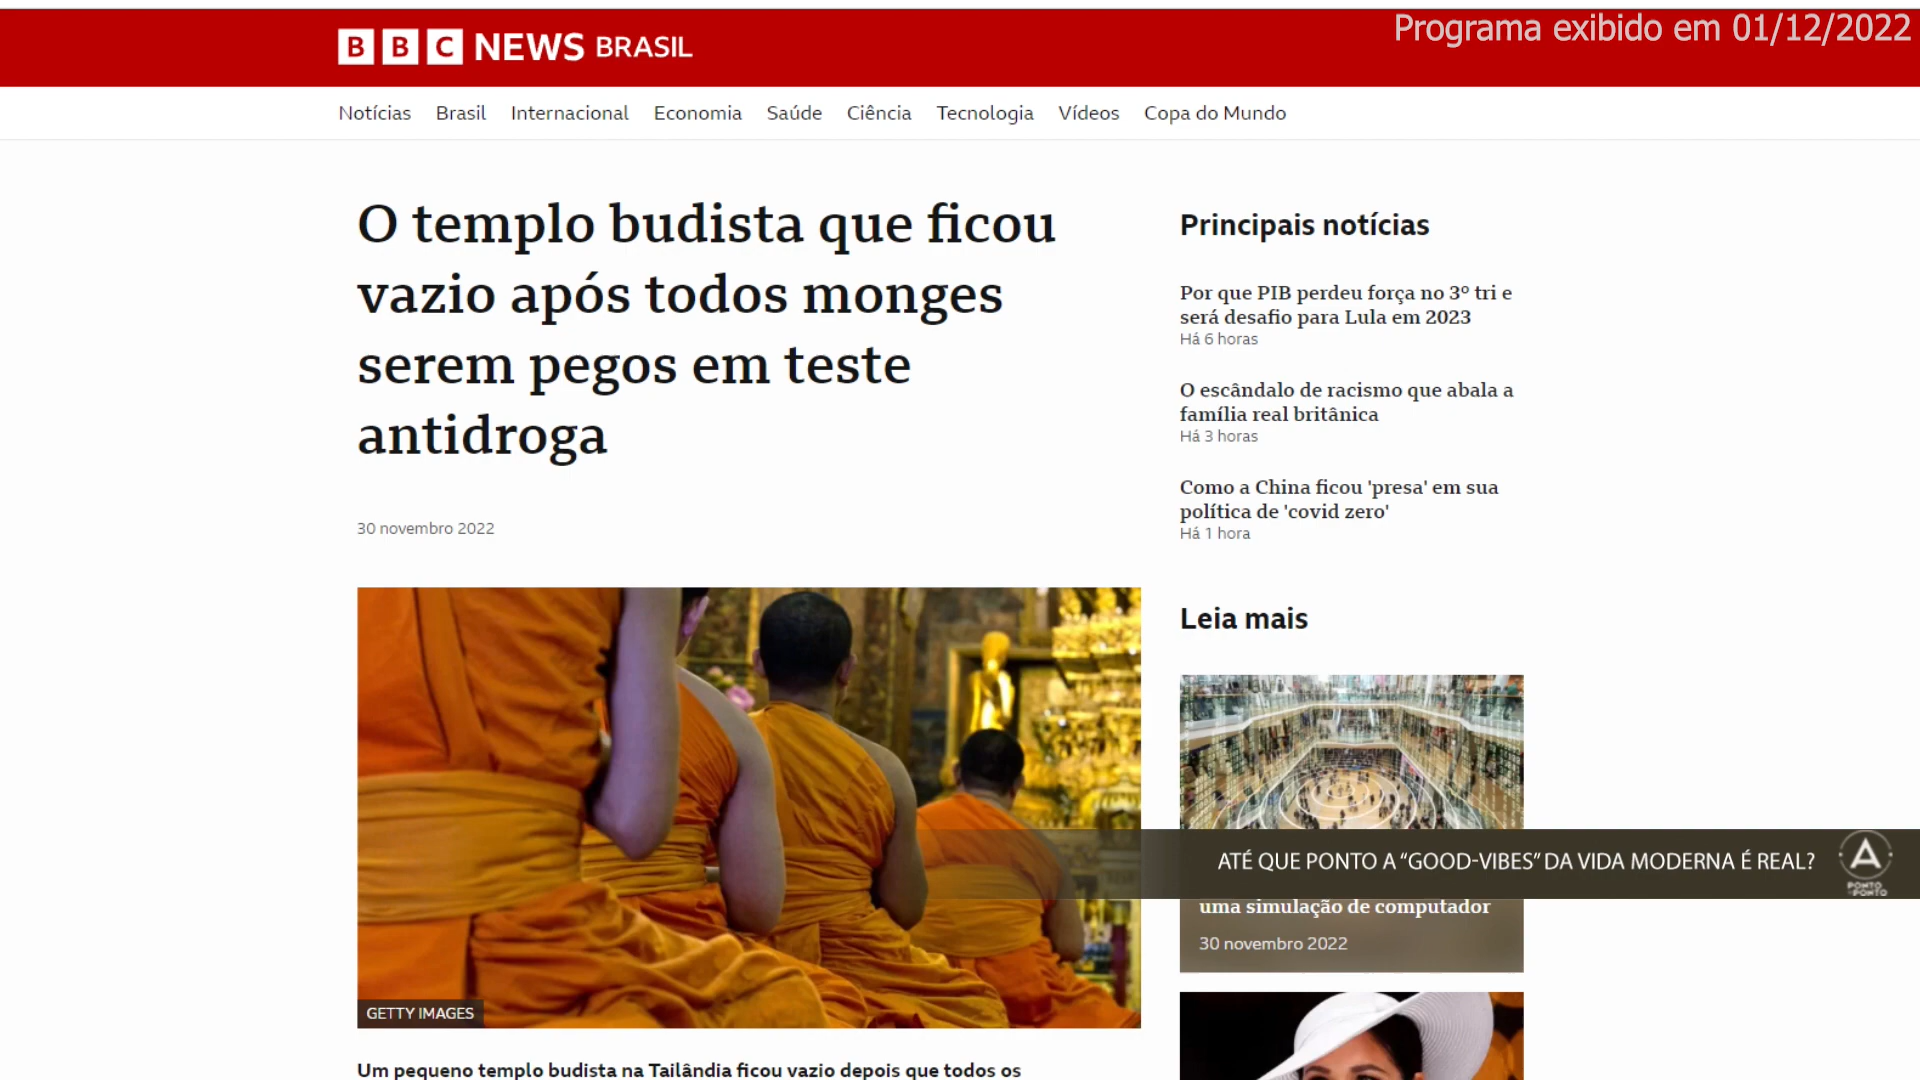 Programa exibido em 01/12/2022
BBC NEWS BRASIL
Notícias Brasil Internacional Economia Saúde Ciência Tecnologia Vídeos Copa do Mundo
O templo budista que ficou
vazio após todos monges
serem pegos em teste
antidroga
30 novembro 2022
GETTY IMAGES
Um pequeno templo budista na Tailândia ficou vazio depois que todos os
Principais notícias
Por que PIB perdeu força no 3º tri e
será desafio para Lula em 2023
Há 6 horas
O escândalo de racismo que abala a
família real britânica
Há 3 horas
Como a China ficou 'presa' em sua
política de 'covid zero'
Há 1 hora
Leia mais
ATÉ QUE PONTO A “GOOD-VIBES” DA VIDA MODERNA É REAL?
A
PONTO
PONTO
uma simulação de computador
30 novembro 2022